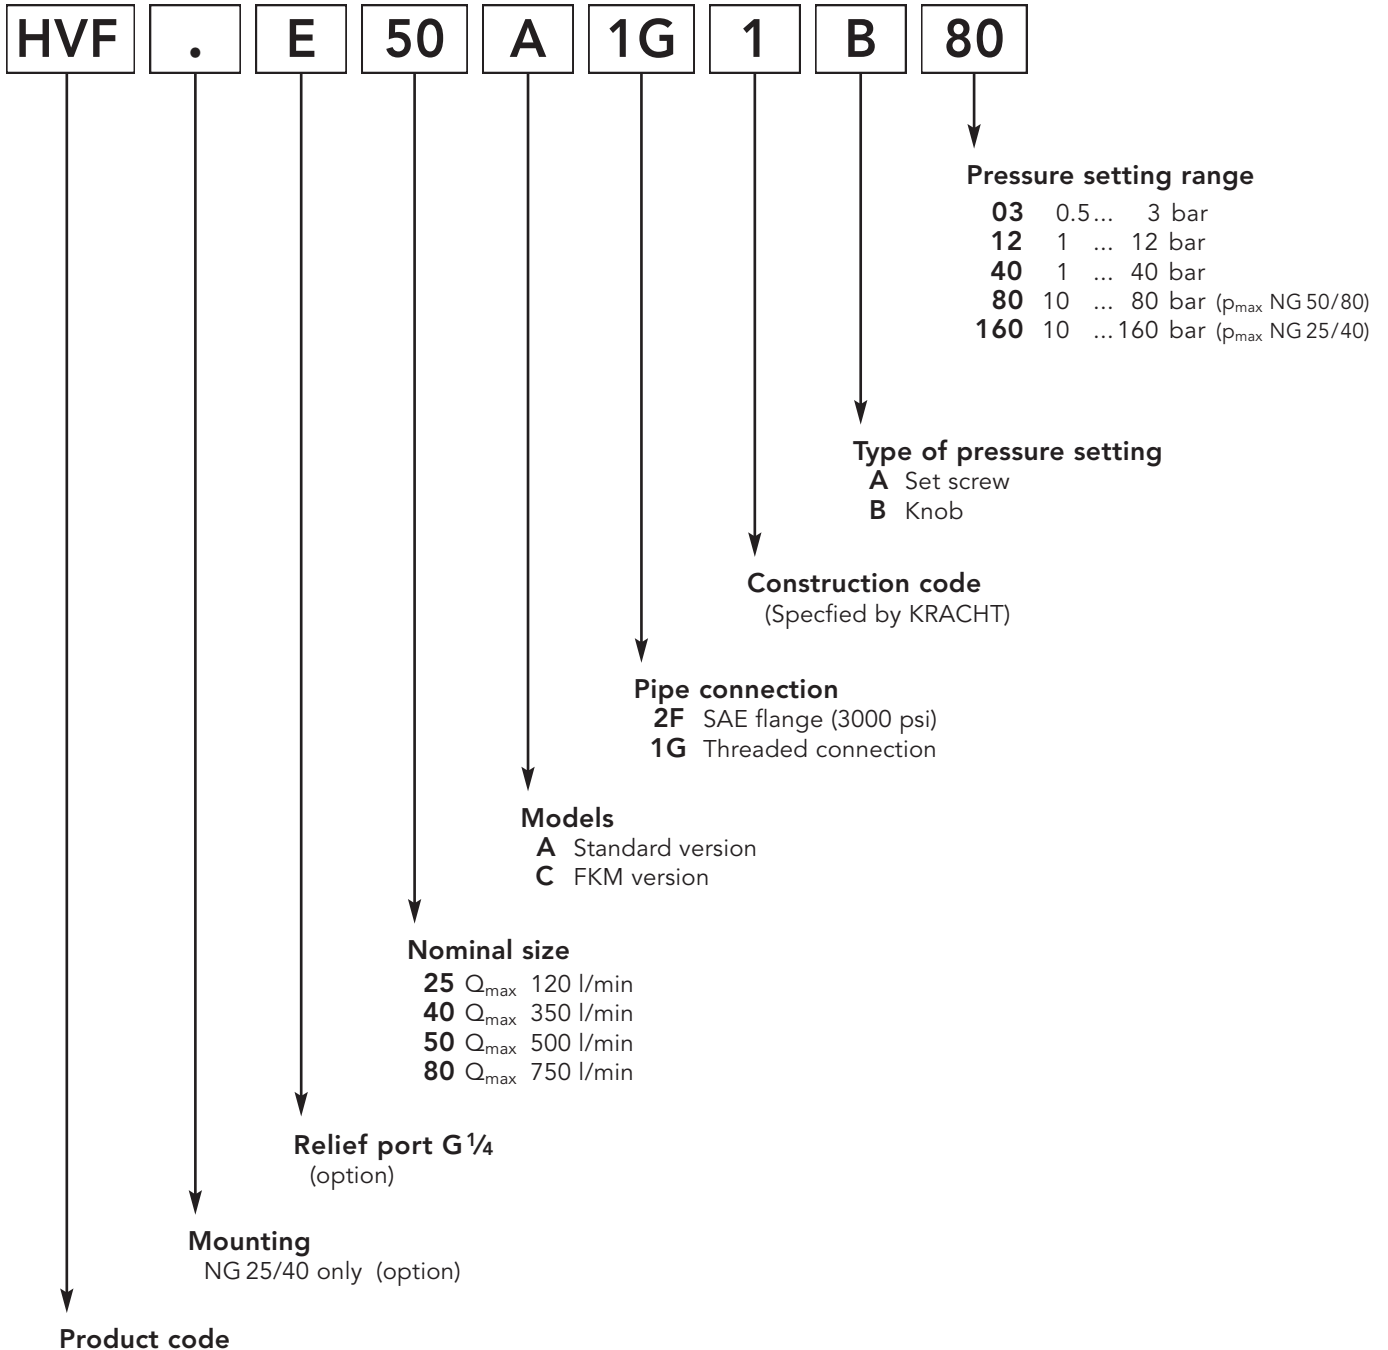 HVF . E 50 A 1G 1 B 80
Pressure setting range
03 0.5... 3 bar
12 1 ... 12 bar
40 1 ... 40 bar
80 10 ... 80 bar (pmax NG 50/80)
160 10 ... 160 bar (pmax NG 25/40)
Type of pressure setting
A Set screw
B Knob
Construction code
(Specfied by KRACHT)
Pipe connection
2F SAE flange (3000 psi)
1G Threaded connection
Models
A Standard version
C FKM version
Nominal size
25 Qmax 120 l/min
40 Qmax 350 l/min
50 Qmax 500 l/min
80 Qmax 750 l/min
Relief port G 1/4
(option)
Mounting
NG 25/40 only (option)
Product code